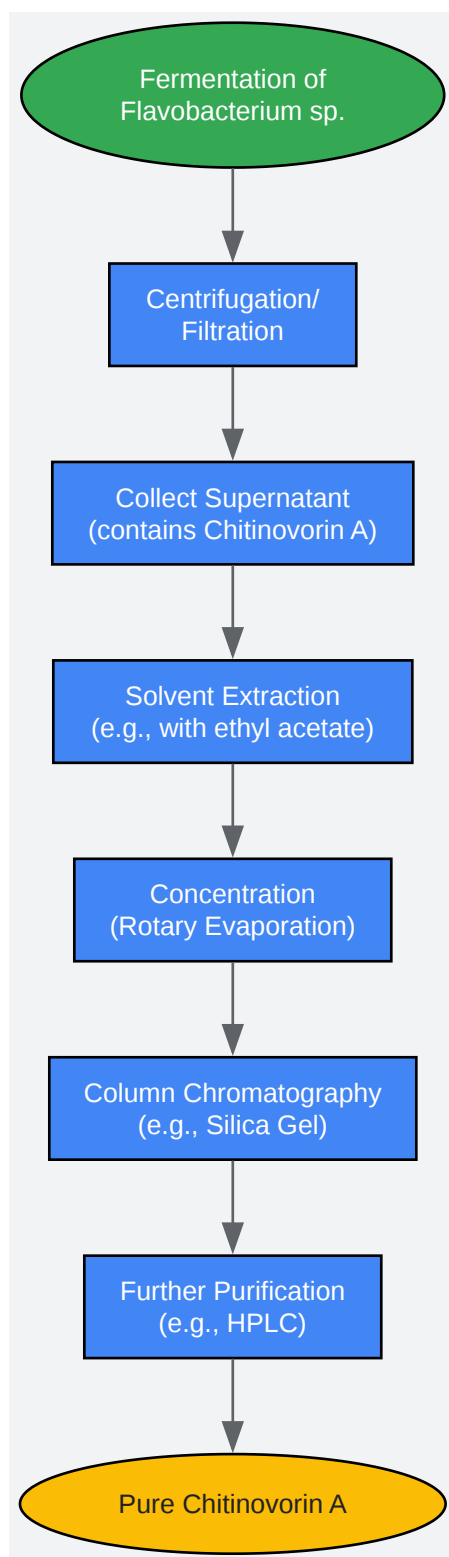 Fermentation of
Flavobacterium sp.
Centrifugation/
Filtration
Collect Supernatant
(contains Chitinovorin A)
Solvent Extraction
(e.g., with ethyl acetate)
Concentration
(Rotary Evaporation)
Column Chromatography
(e.g., Silica Gel)
Further Purification
(e.g., HPLC)
Pure Chitinovorin A